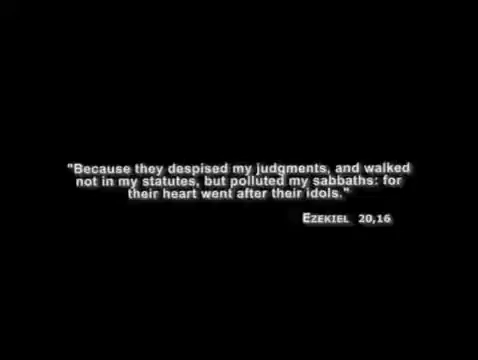 "Because they despised my judgments, and walked
not in my statutes, but polluted my sabbaths: for
their heart went after their idols."
EZEKIEL 20,16